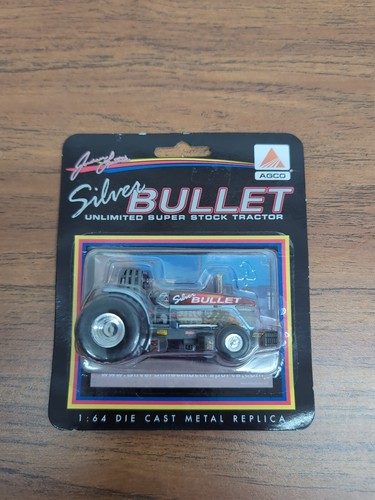 AGCO
Silver BULLET
UNLIMITED SUPER STOCK TRACTOR
Silver BULLET
1:64 DIE CAST METAL REPLICA